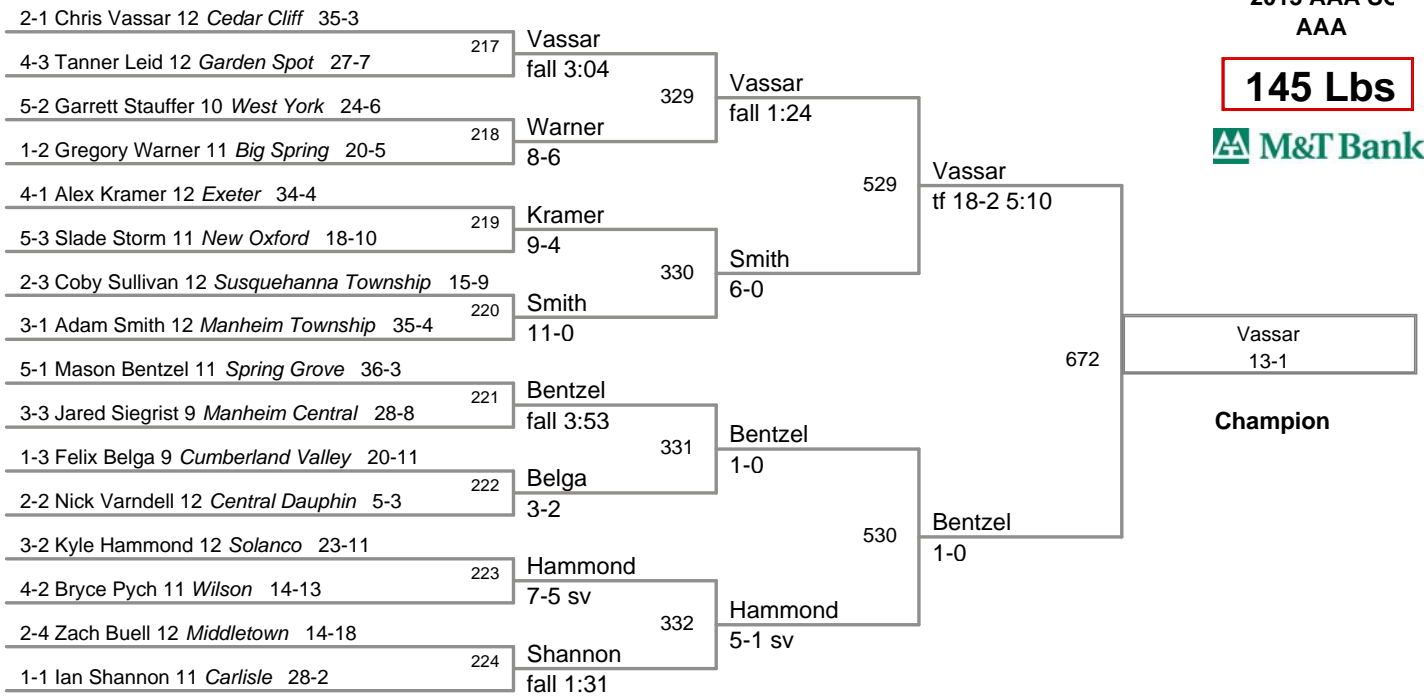 2-1 Chris Vassar 12 Cedar Cliff 35-3
4-3 Tanner Leid 12 Garden Spot 27-7
5-2 Garrett Stauffer 10 West York 24-6
1-2 Gregory Warner 11 Big Spring 20-5
4-1 Alex Kramer 12 Exeter 34-4
5-3 Slade Storm 11 New Oxford 18-10
2-3 Coby Sullivan 12 Susquehanna Township 15-9
3-1 Adam Smith 12 Manheim Township 35-4
5-1 Mason Bentzel 11 Spring Grove 36-3
3-3 Jared Siegrist 9 Manheim Central 28-8
1-3 Felix Belga 9 Cumberland Valley 20-11
2-2 Nick Varndell 12 Central Dauphin 5-3
3-2 Kyle Hammond 12 Solanco 23-11
4-2 Bryce Pych 11 Wilson 14-13
2-4 Zach Buell 12 Middletown 14-18
1-1 Ian Shannon 11 Carlisle 28-2
217
218
219
220
221
222
223
224
Vassar
fall 3:04
Warner
8-6
Kramer
9-4
Smith
11-0
Bentzel
fall 3:53
Belga
3-2
Hammond
7-5 sv
Shannon
fall 1:31
329
330
331
332
Vassar
fall 1:24
Smith
6-0
Bentzel
1-0
Hammond
5-1 sv
529
530
Vassar
tf 18-2 5:10
Bentzel
1-0
672
Vassar
13-1
Champion
AAA
145 Lbs
M&T Bank